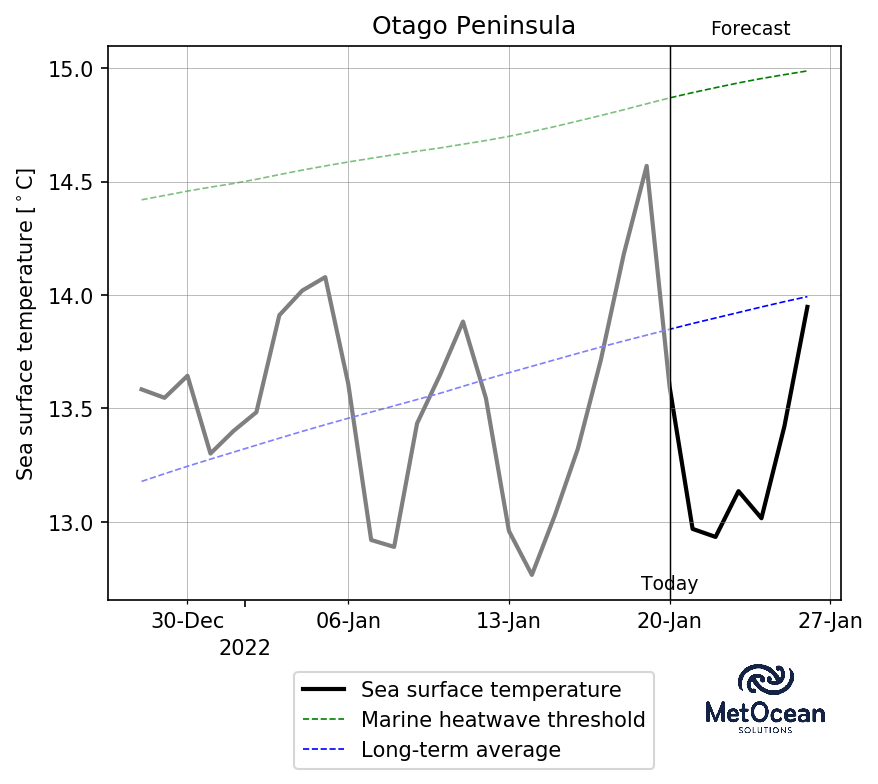 Otago Peninsula
Forecast
Sea surface temperature [°C]
15.0
14.5
14.0
13.5
13.0
Today
30-Dec 06-Jan 13-Jan 20-Jan 27-Jan
2022
Sea surface temperature
Marine heatwave threshold
Long-term average
MetOcean
SOLUTIONS